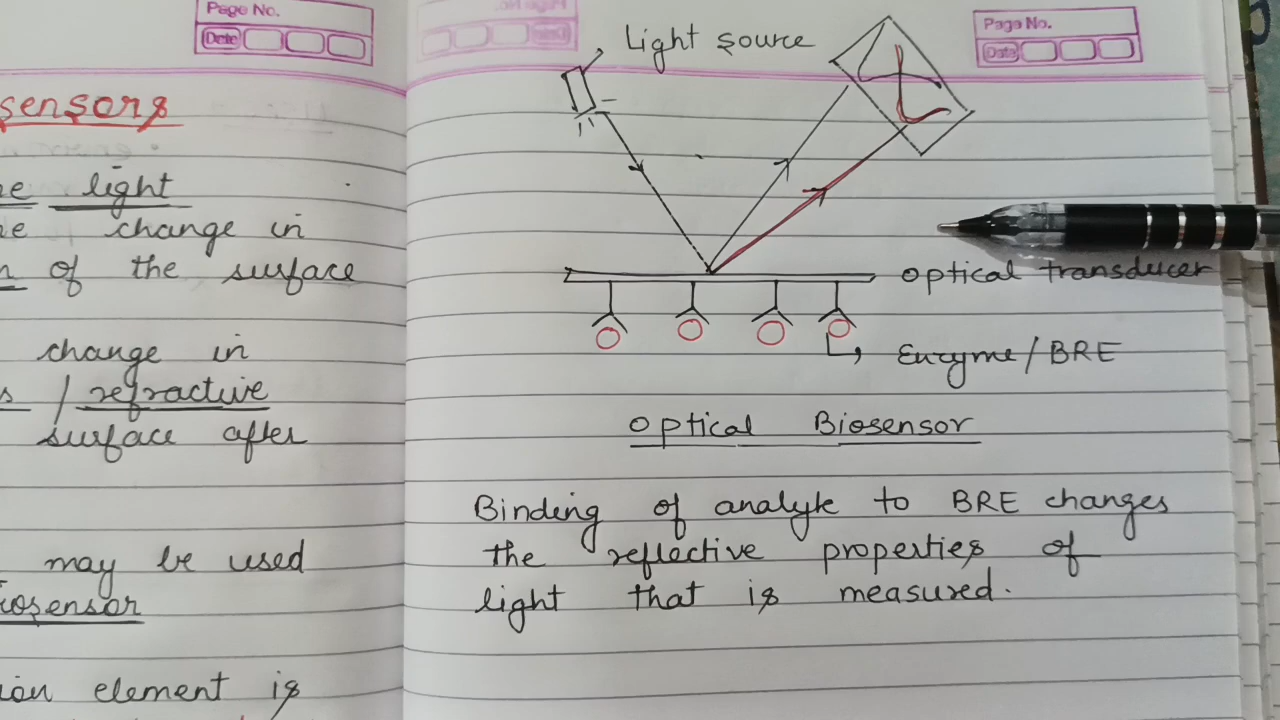 Page No.
Date
sensors
light
change in
of the surface
change in
/ refractive
surface after
may be used
iosensor
element is
Page No.
Date
Light source
Optical transducer
Enzyme/BRE
Optical Biosensor
Binding of analyte to BRE changes
the reflective properties of
light that is measured.